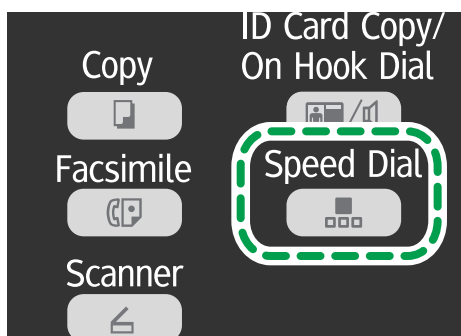 Copy
ID Card Copy/
On Hook Dial
Facsimile
Speed Dial
Scanner